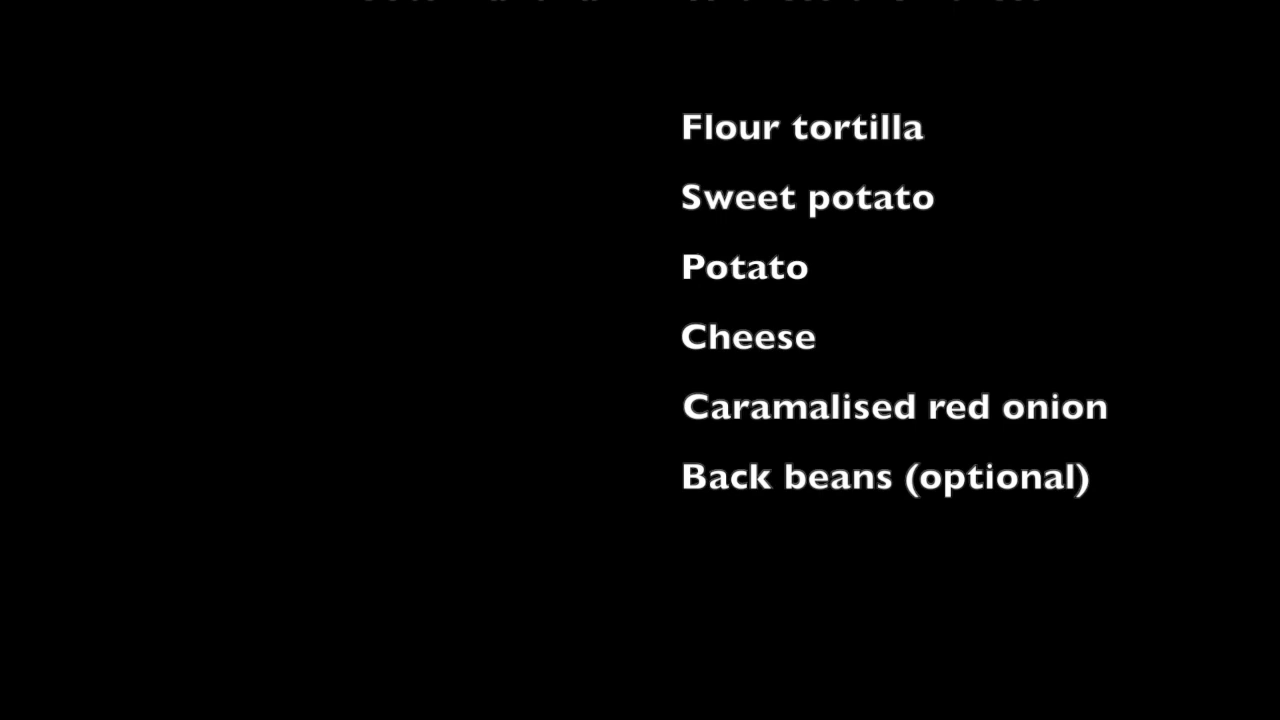 Flour tortilla
Sweet potato
Potato
Cheese
Caramalised red onion
Back beans (optional)